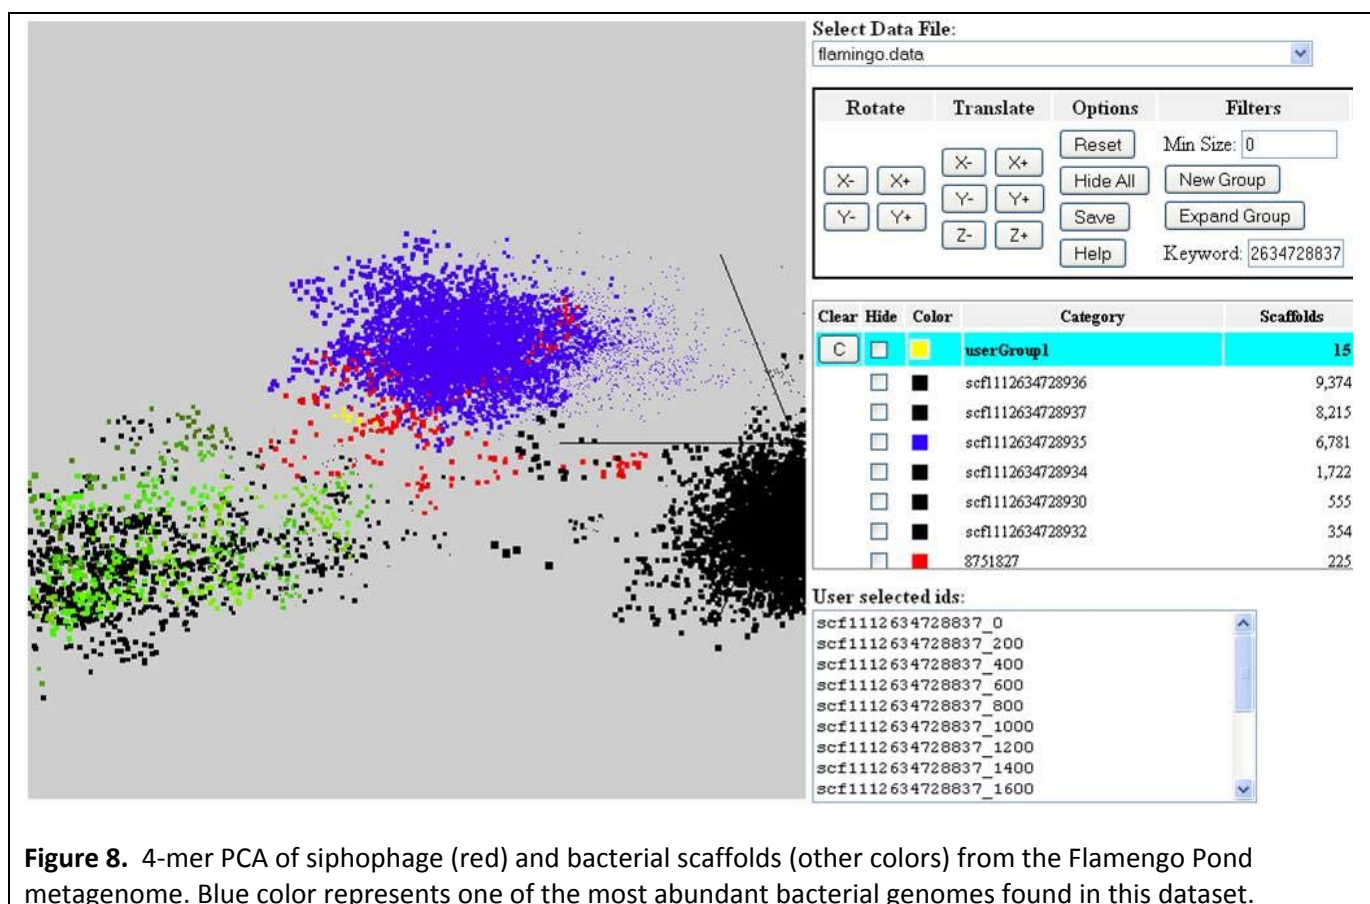 Select Data File:
flamingo.data
Rotate Translate Options Filters
X- X+
Y- Y+
X- X+
Y- Y+
Z- Z+
Reset
Hide All
Save
Help
Min Size: 0
New Group
Expand Group
Keyword: 2634728837
Clear Hide Color Category Scaffolds
C userGroup1 15
scf1112634728936 9,374
scf1112634728937 8,215
scf1112634728935 6,781
scf1112634728934 1,722
scf1112634728930 555
scf1112634728932 354
8751827 225
User selected ids:
scf1112634728837_0
scf1112634728837_200
scf1112634728837_400
scf1112634728837_600
scf1112634728837_800
scf1112634728837_1000
scf1112634728837_1200
scf1112634728837_1400
scf1112634728837_1600
Figure 8. 4-mer PCA of siphophage (red) and bacterial scaffolds (other colors) from the Flamengo Pond
metagenome. Blue color represents one of the most abundant bacterial genomes found in this dataset.